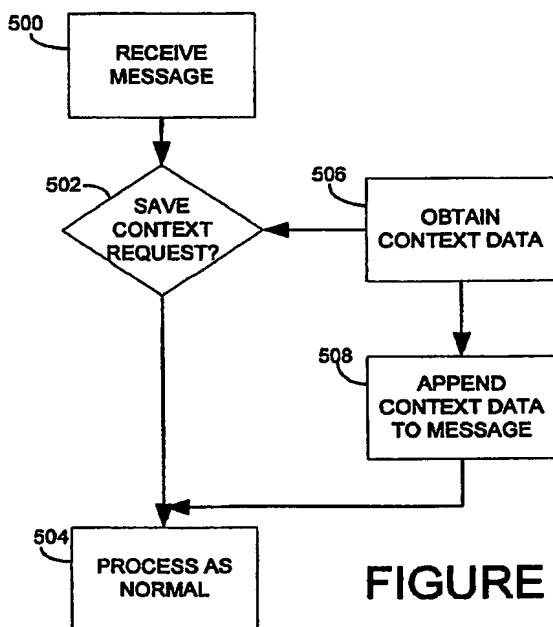 500
RECEIVE
MESSAGE
502
SAVE
CONTEXT
REQUEST?
506
OBTAIN
CONTEXT DATA
508
APPEND
CONTEXT DATA
TO MESSAGE
504
PROCESS AS
NORMAL
FIGURE